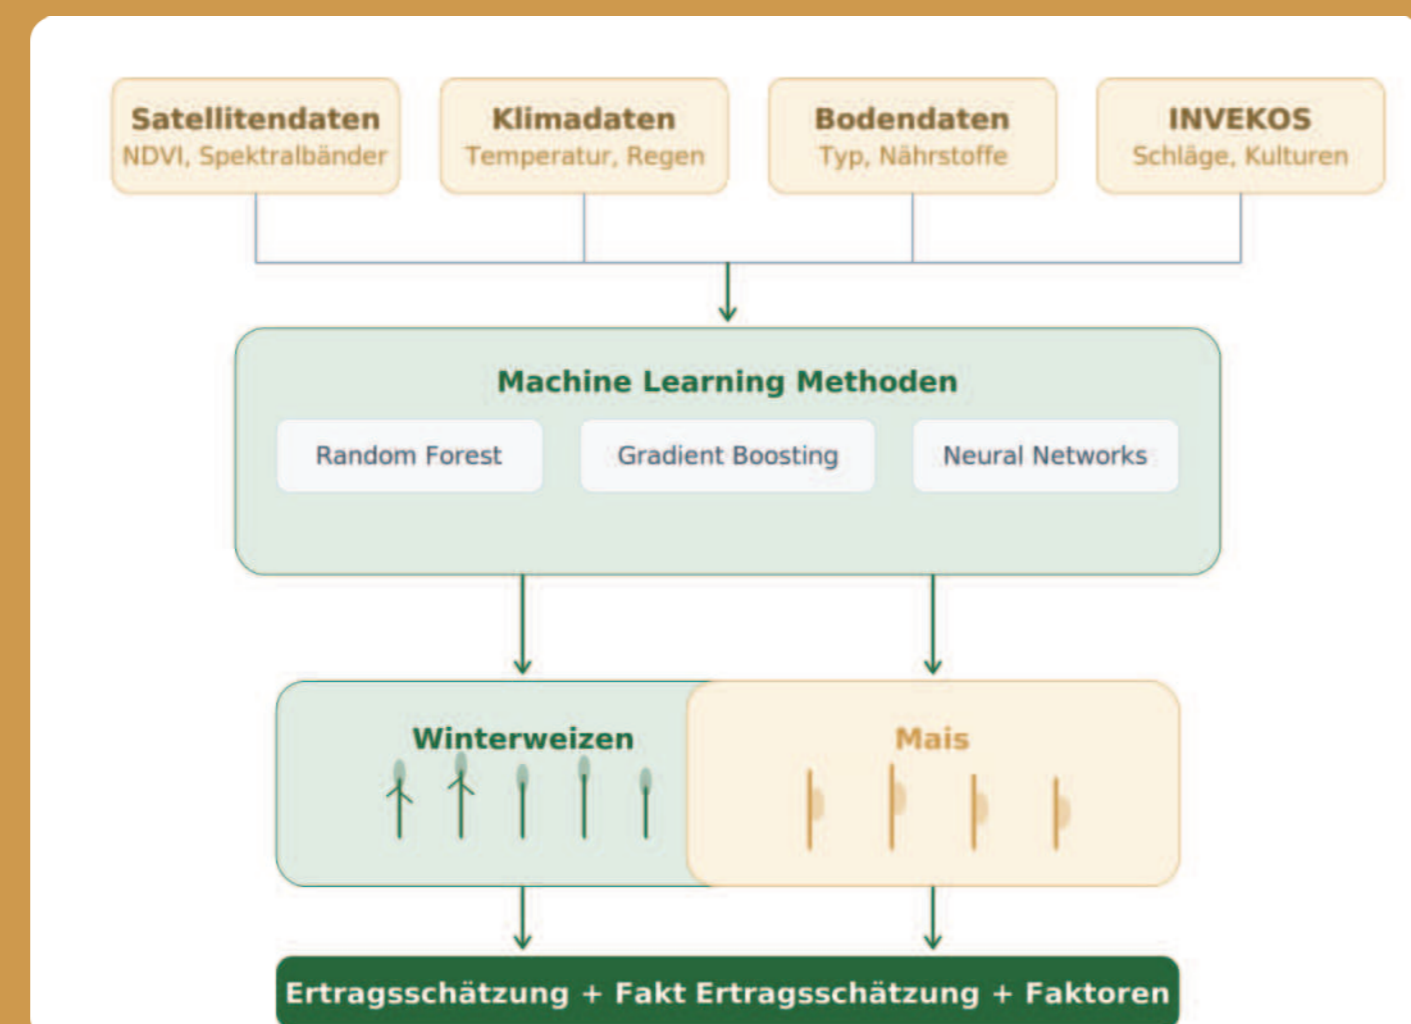 Satellitendaten
NDVI, Spektralbänder
Klimadaten
Temperatur, Regen
Bodendaten
Typ, Nährstoffe
INVEKOS
Schläge, Kulturen
Machine Learning Methoden
Random Forest
Gradient Boosting
Neural Networks
Winterweizen
Mais
Ertragsschätzung + Fakt Ertragsschätzung + Faktoren